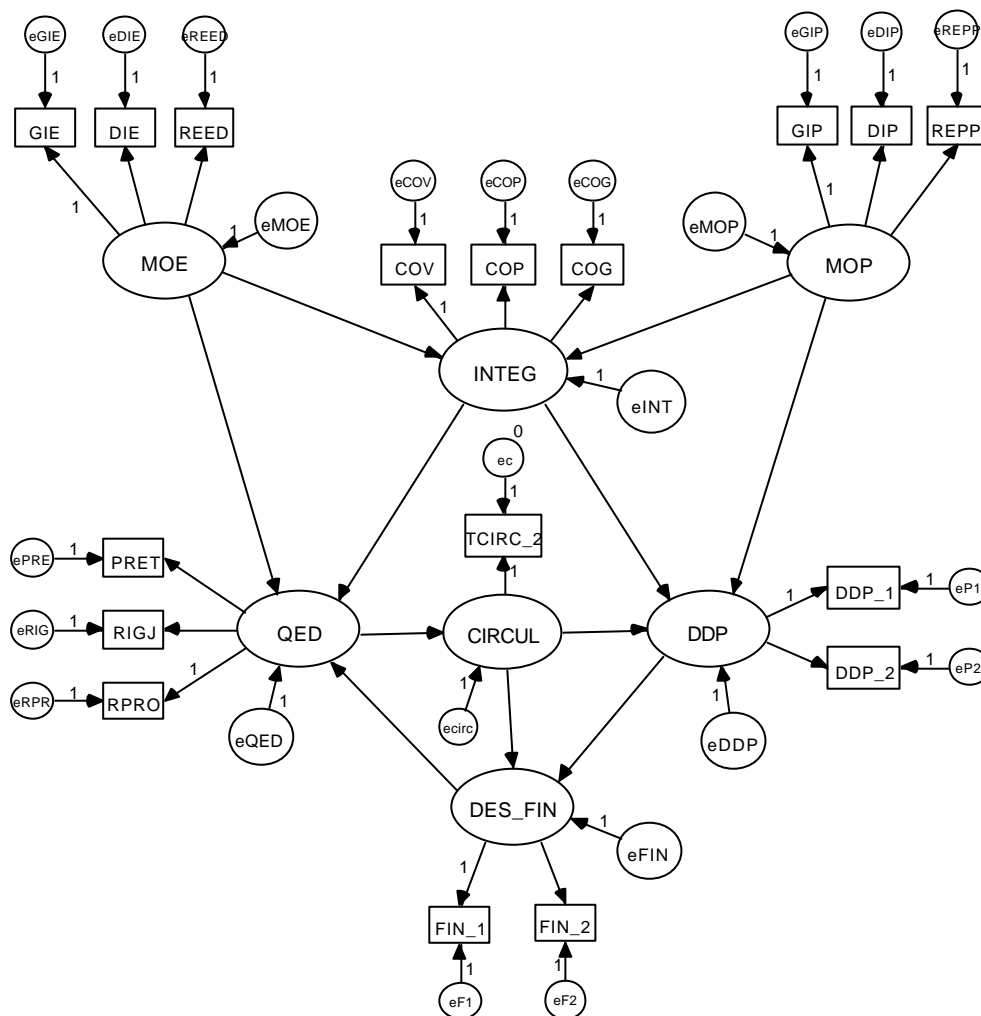 eGIE eDIE eREED eGIP eDIP eREPP
1 1 1 1 1 1
GIE DIE REED GIP DIP REPP
eCOV eCOP eCOG
1 1
eMOE 1 1 1 1 eMOP 1
MOE COV COP COG MOP
1
INTEG
1
eINT
0
ec
1
TCIRC_2
ePRE 1 PRET 1
1 DDP_1 1 eP1
eRIG 1 RIGJ QED CIRCUL DDP
1 DDP_2 1 eP2
eRPR 1 RPRO
1 1 1
eQED ecirc eDDP
DES_FIN 1
eFIN
1
FIN_1 FIN_2
1 1
eF1 eF2